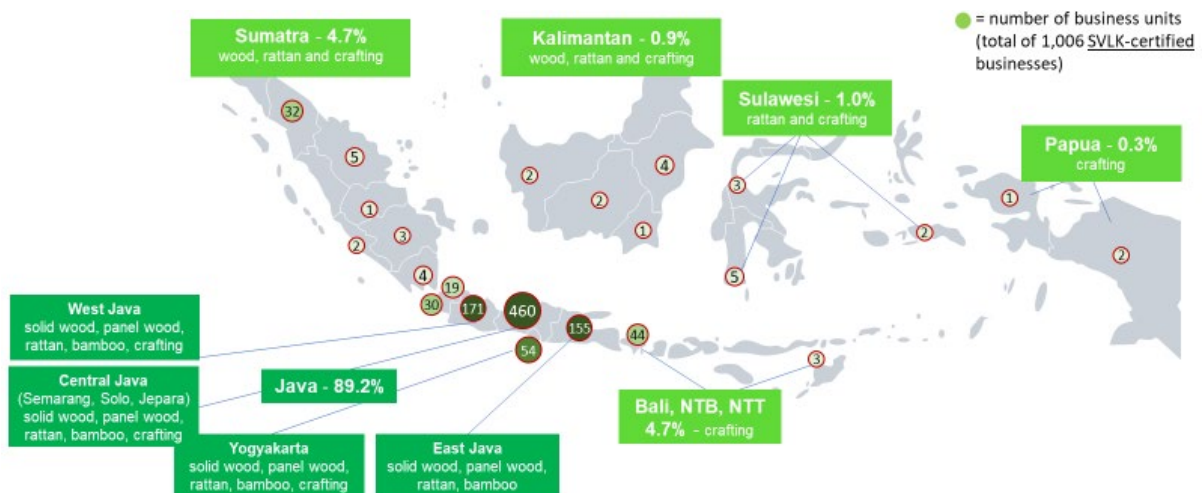 Sumatra - 4.7%
wood, rattan and crafting
Kalimantan - 0.9%
wood, rattan and crafting
= number of business units
(total of 1,006 SVLK-certified
businesses)
Sulawesi - 1.0%
rattan and crafting
Papua - 0.3%
crafting
32
5
1
2
3
4
2
2
4
1
3
5
2
1
2
30
19
171
460
54
155
44
3
West Java
solid wood, panel wood,
rattan, bamboo, crafting
Central Java
(Semarang, Solo, Jepara)
solid wood, panel wood,
rattan, bamboo, crafting
Java - 89.2%
Yogyakarta
solid wood, panel wood,
rattan, bamboo, crafting
East Java
solid wood, panel wood,
rattan, bamboo
Bali, NTB, NTT
4.7% - crafting